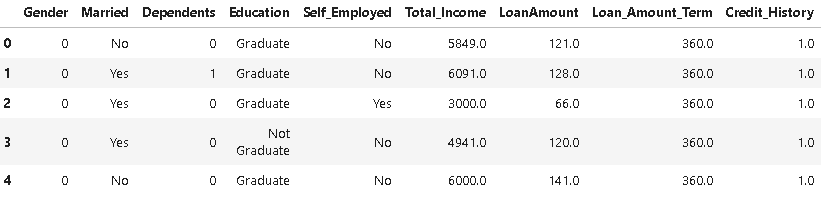 Gender Married Dependents Education Self_Employed Total_Income LoanAmount Loan_Amount_Term Credit_History
0 0 No 0 Graduate No 5849.0 121.0 360.0 1.0
1 0 Yes 1 Graduate No 6091.0 128.0 360.0 1.0
2 0 Yes 0 Graduate Yes 3000.0 66.0 360.0 1.0
3 0 Yes 0 Not Graduate No 4941.0 120.0 360.0 1.0
4 0 No 0 Graduate No 6000.0 141.0 360.0 1.0